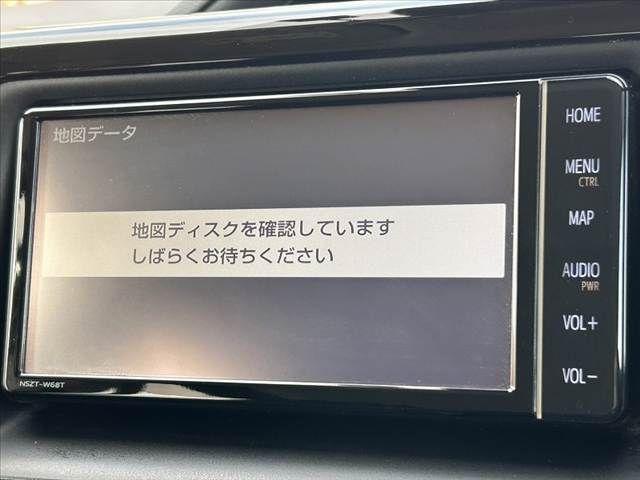 地図データ
地図ディスクを確認しています
しばらくお待ちください
NSZT-W68T
HOME
MENU
CTRL
MAP
AUDIO
PWR
VOL+
VOL-